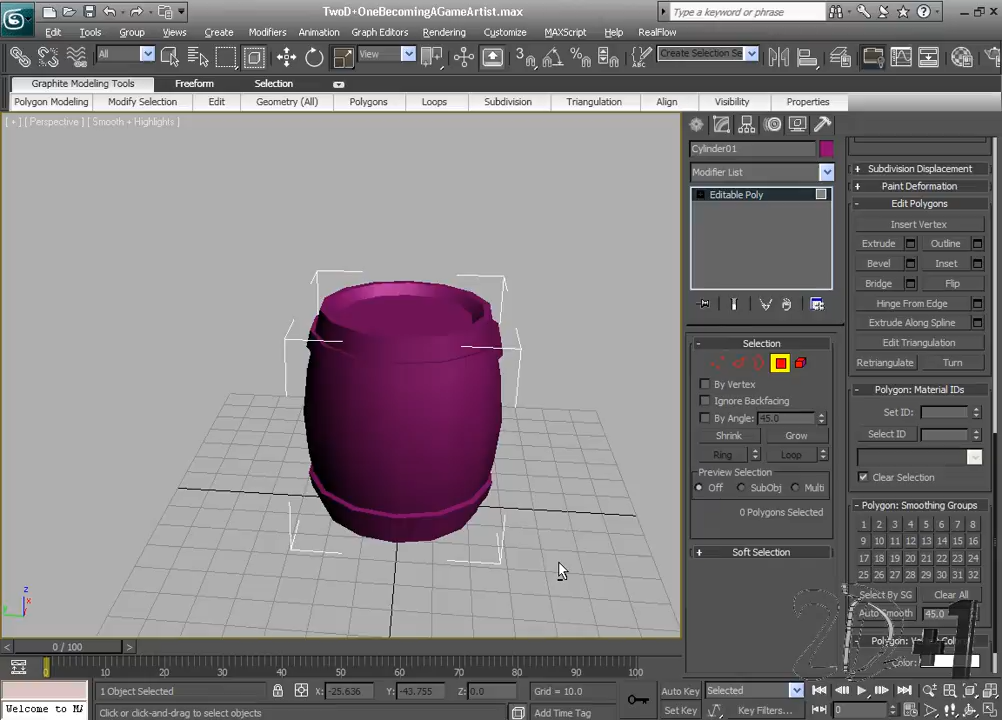 TwoD+OneBecomingAGameArtist.max
Type a keyword or phrase
Edit Tools Group Views Create Modifiers Animation Graph Editors Rendering Customize MAXScript Help RealFlow
All View 3 Create Selection Se
Graphite Modeling Tools Freeform Selection
Polygon Modeling Modify Selection Edit Geometry (All) Polygons Loops Subdivision Triangulation Align Visibility Properties
[ + ] [ Perspective ] [ Smooth + Highlights ]
Cylinder01
Modifier List
Editable Poly
Selection
By Vertex
Ignore Backfacing
By Angle: 45.0
Shrink Grow
Ring Loop
Preview Selection
Off SubObj Multi
0 Polygons Selected
+ Soft Selection
+ Subdivision Displacement
+ Paint Deformation
- Edit Polygons
Insert Vertex
Extrude Outline
Bevel Inset
Bridge Flip
Hinge From Edge
Extrude Along Spline
Edit Triangulation
Retriangulate Turn
- Polygon: Material IDs
Set ID:
Select ID
Clear Selection
- Polygon: Smoothing Groups
1 2 3 4 5 6 7 8
9 10 11 12 13 14 15 16
17 18 19 20 21 22 23 24
25 26 27 28 29 30 31 32
Select By SG Clear All
Auto Smooth 45.0
Color:
2D+1
z
x
y
< 0 / 100 >
0 10 20 30 40 50 60 70 80 90 100
1 Object Selected X: -25.636 Y: -43.755 Z: 0.0 Grid = 10.0 Auto Key Selected
Welcome to MA Click or click-and-drag to select objects Add Time Tag Set Key Key Filters... 0